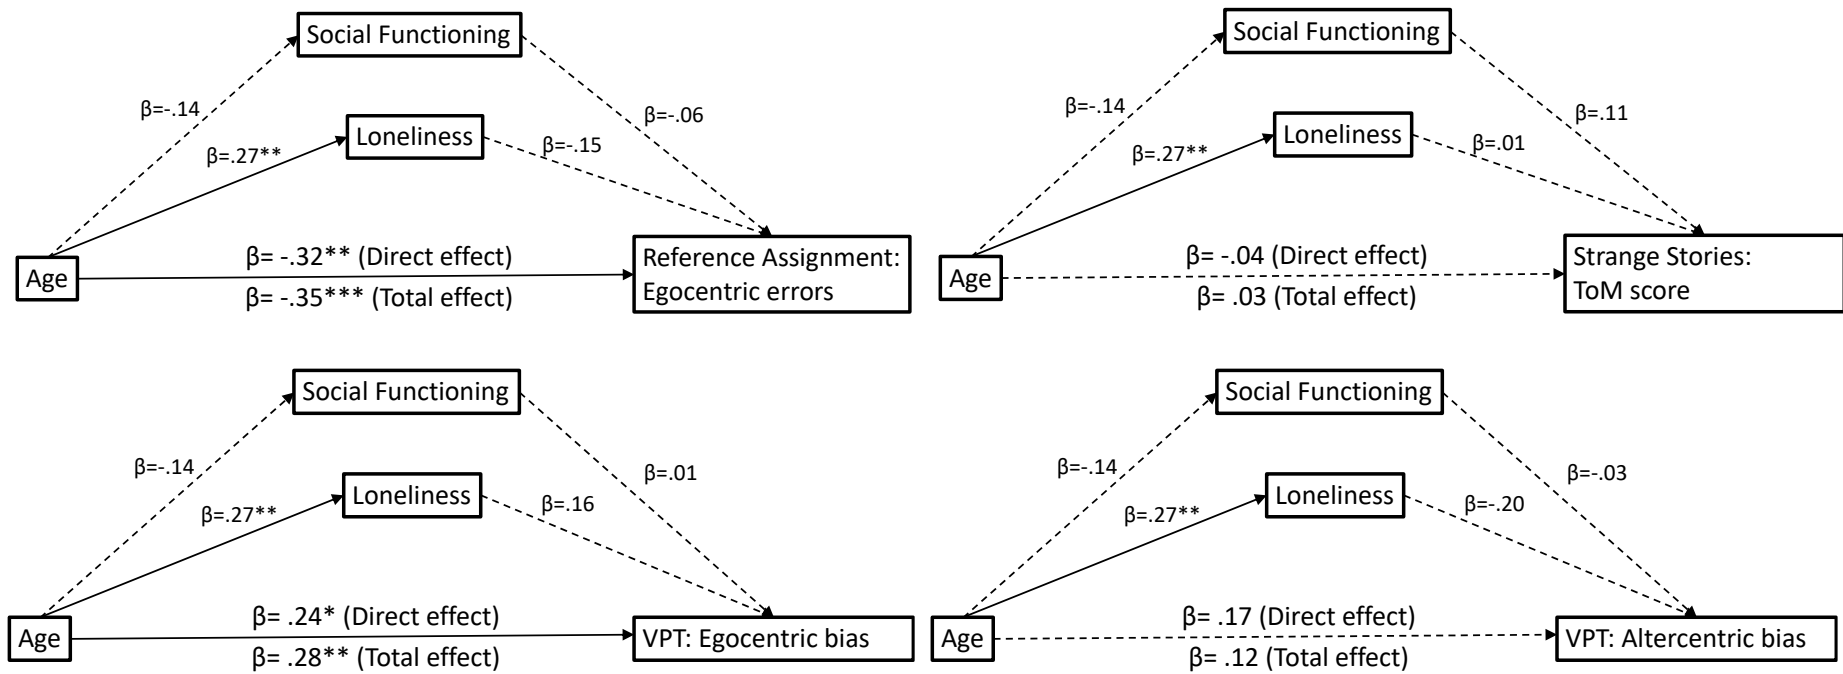 Social Functioning
β=-.14
β=-.06
Loneliness
β=.27**
β=-.15
Age
β= -.32** (Direct effect)
β= -.35*** (Total effect)
Reference Assignment:
Egocentric errors
Social Functioning
β=-.14
β=.11
Loneliness
β=.27**
β=.01
Age
β= -.04 (Direct effect)
β= .03 (Total effect)
Strange Stories:
ToM score
Social Functioning
β=-.14
β=.01
Loneliness
β=.27**
β=.16
Age
β= .24* (Direct effect)
β= .28** (Total effect)
VPT: Egocentric bias
Social Functioning
β=-.14
β=-.03
Loneliness
β=.27**
β=-.20
Age
β= .17 (Direct effect)
β= .12 (Total effect)
VPT: Altercentric bias